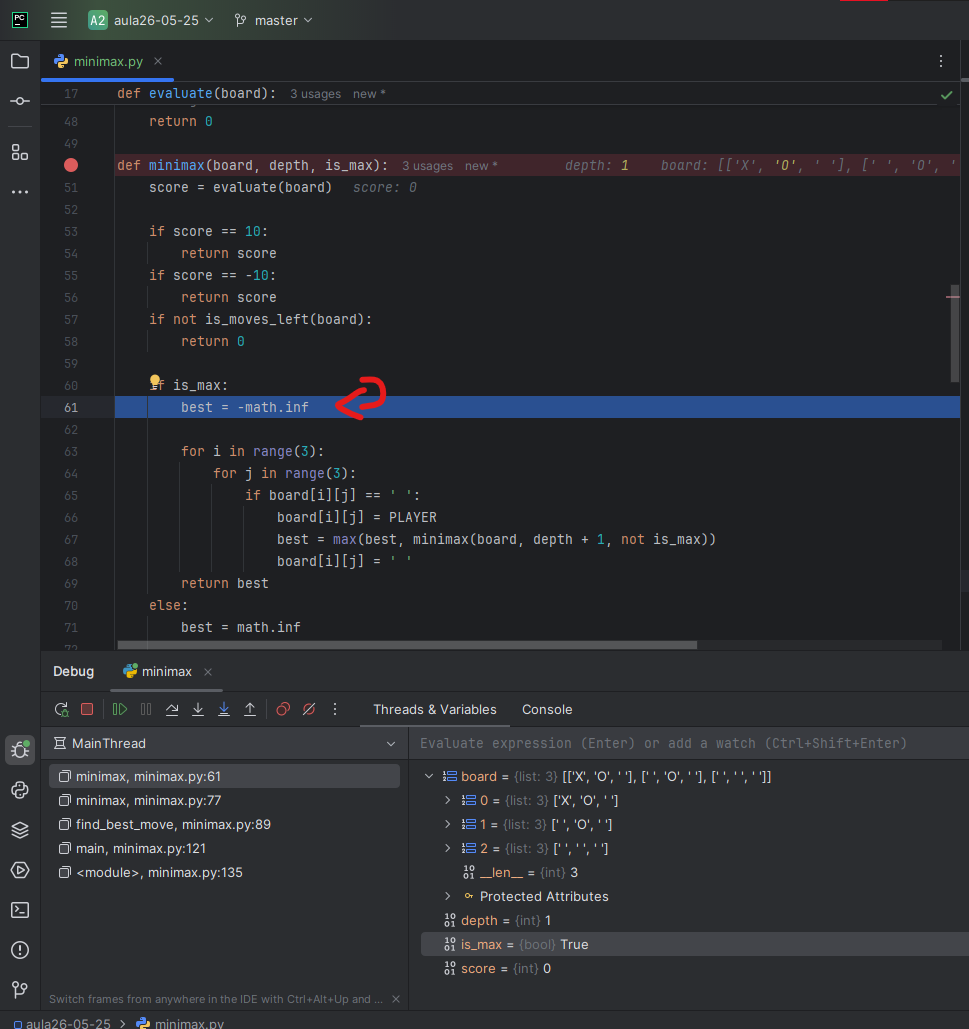 PC
A2 aula26-05-25 master
minimax.py
17 def evaluate(board): 3 usages new *
48 return 0
49
def minimax(board, depth, is_max): 3 usages new * depth: 1 board: [['X', 'O', ' '], [' ', 'O', '
51 score = evaluate(board) score: 0
52
53 if score == 10:
54 return score
55 if score == -10:
56 return score
57 if not is_moves_left(board):
58 return 0
59
60 if is_max:
61 best = -math.inf
62
63 for i in range(3):
64 for j in range(3):
65 if board[i][j] == ' ':
66 board[i][j] = PLAYER
67 best = max(best, minimax(board, depth + 1, not is_max))
68 board[i][j] = ' '
69 return best
70 else:
71 best = math.inf
72
Debug minimax
Threads & Variables Console
MainThread
Evaluate expression (Enter) or add a watch (Ctrl+Shift+Enter)
minimax, minimax.py:61
minimax, minimax.py:77
find_best_move, minimax.py:89
main, minimax.py:121
<module>, minimax.py:135
board = {list: 3} [['X', 'O', ' '], [' ', 'O', ' '], [' ', ' ', ' ']]
0 = {list: 3} ['X', 'O', ' ']
1 = {list: 3} [' ', 'O', ' ']
2 = {list: 3} [' ', ' ', ' ']
__len__ = {int} 3
Protected Attributes
depth = {int} 1
is_max = {bool} True
score = {int} 0
Switch frames from anywhere in the IDE with Ctrl+Alt+Up and ...
aula26-05-25 > minimax.py